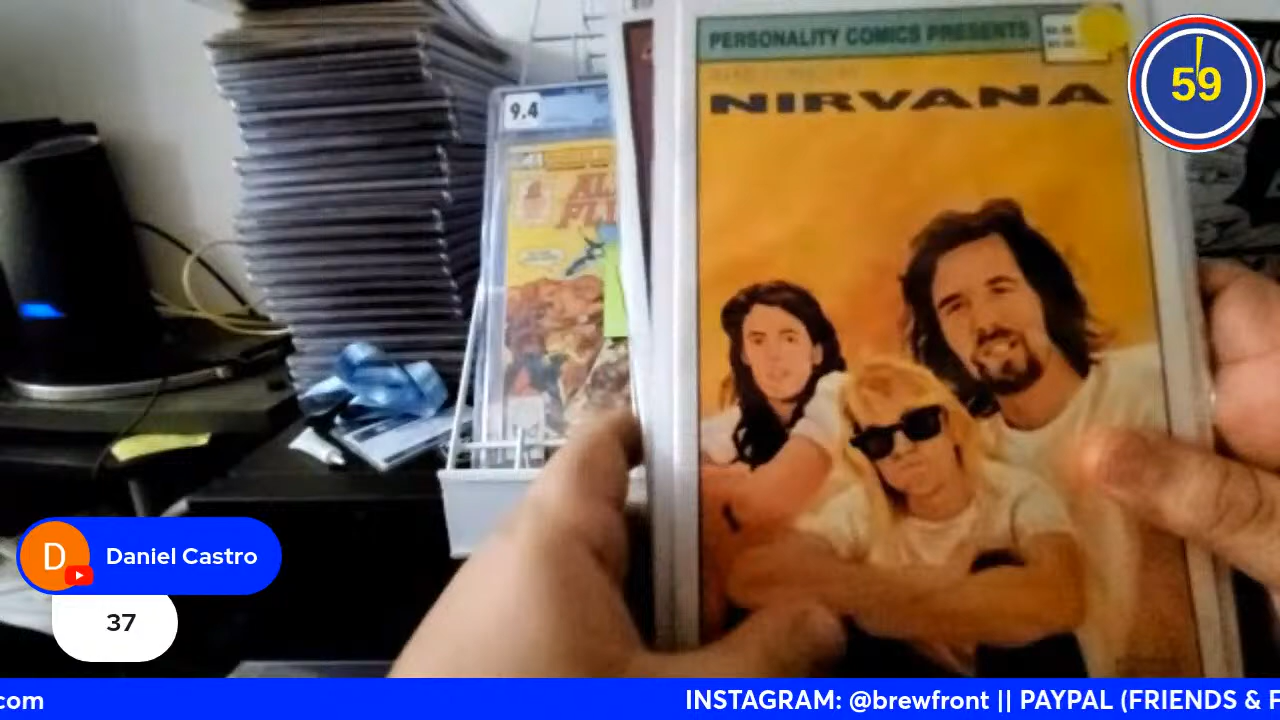 PERSONALITY COMICS PRESENTS
NIRVANA
59
9.4
D
Daniel Castro
37
.com
INSTAGRAM: @brewfront || PAYPAL (FRIENDS & F